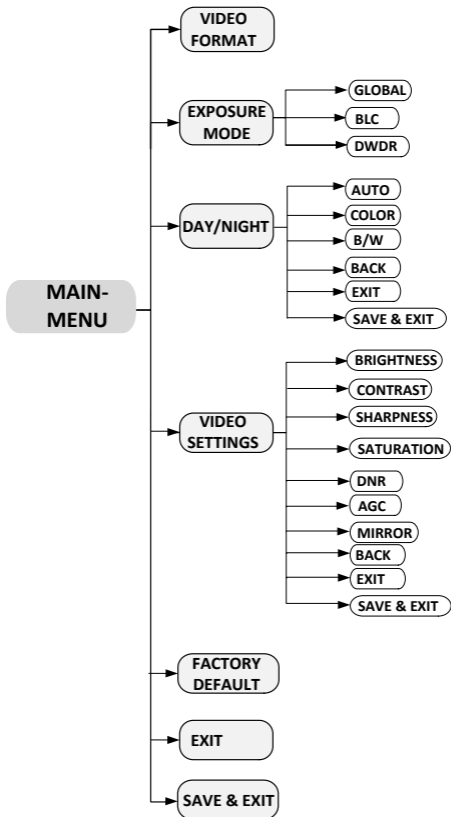 MAIN-
MENU
VIDEO
FORMAT
EXPOSURE
MODE
GLOBAL
BLC
DWDR
DAY/NIGHT
AUTO
COLOR
B/W
BACK
EXIT
SAVE & EXIT
VIDEO
SETTINGS
BRIGHTNESS
CONTRAST
SHARPNESS
SATURATION
DNR
AGC
MIRROR
BACK
EXIT
SAVE & EXIT
FACTORY
DEFAULT
EXIT
SAVE & EXIT